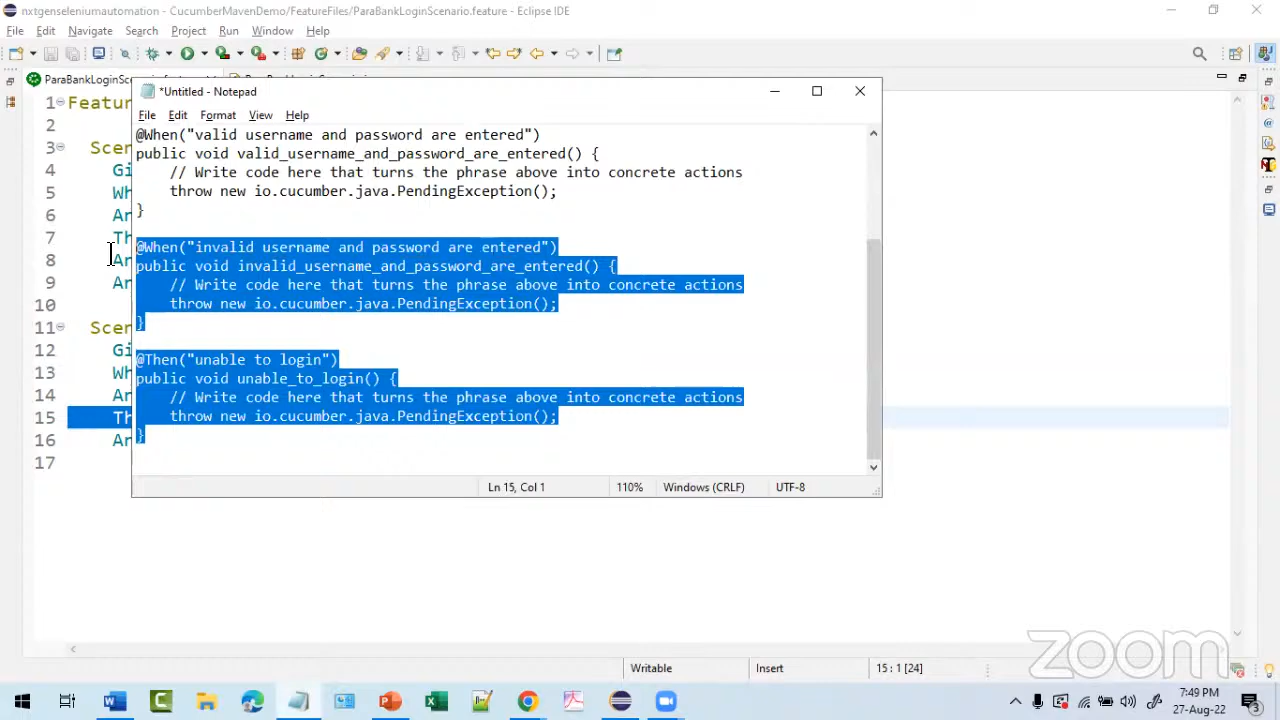 nxtgenseleniumautomation - CucumberMavenDemo/FeatureFiles/ParaBankLoginScenario.feature - Eclipse IDE
File Edit Navigate Search Project Run Window Help
ParaBankLoginSce
*Untitled - Notepad
File Edit Format View Help
1 Featur
2
3 Scen
4 Gi
5 Wh
6 An
7 Th
8 An
9 An
10
11 Scen
12 Gi
13 Wh
14 An
15 Th
16 An
17
@When("valid username and password are entered")
public void valid_username_and_password_are_entered() {
// Write code here that turns the phrase above into concrete actions
throw new io.cucumber.java.PendingException();
}
@When("invalid username and password are entered")
public void invalid_username_and_password_are_entered() {
// Write code here that turns the phrase above into concrete actions
throw new io.cucumber.java.PendingException();
}
@Then("unable to login")
public void unable_to_login() {
// Write code here that turns the phrase above into concrete actions
throw new io.cucumber.java.PendingException();
}
Ln 15, Col 1 110% Windows (CRLF) UTF-8
zoom
Writable Insert 15 : 1 [24]
7:49 PM
27-Aug-22
3